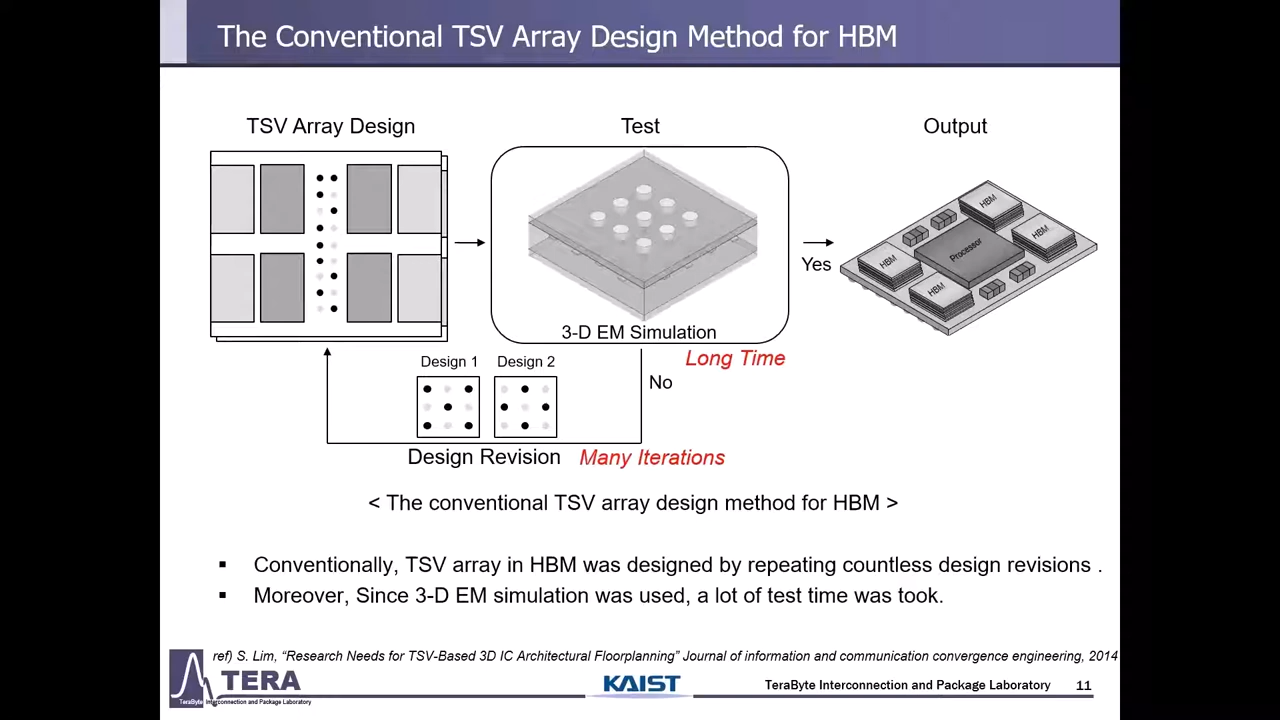 The Conventional TSV Array Design Method for HBM
TSV Array Design
Test
Output
3-D EM Simulation
Yes
HBM
HBM
Processor
HBM
HBM
Long Time
No
Design 1
Design 2
Design Revision
Many Iterations
< The conventional TSV array design method for HBM >
▪ Conventionally, TSV array in HBM was designed by repeating countless design revisions .
▪ Moreover, Since 3-D EM simulation was used, a lot of test time was took.
ref) S. Lim, “Research Needs for TSV-Based 3D IC Architectural Floorplanning” Journal of information and communication convergence engineering, 2014
TERA
TeraByte Interconnection and Package Laboratory
KAIST
TeraByte Interconnection and Package Laboratory
11